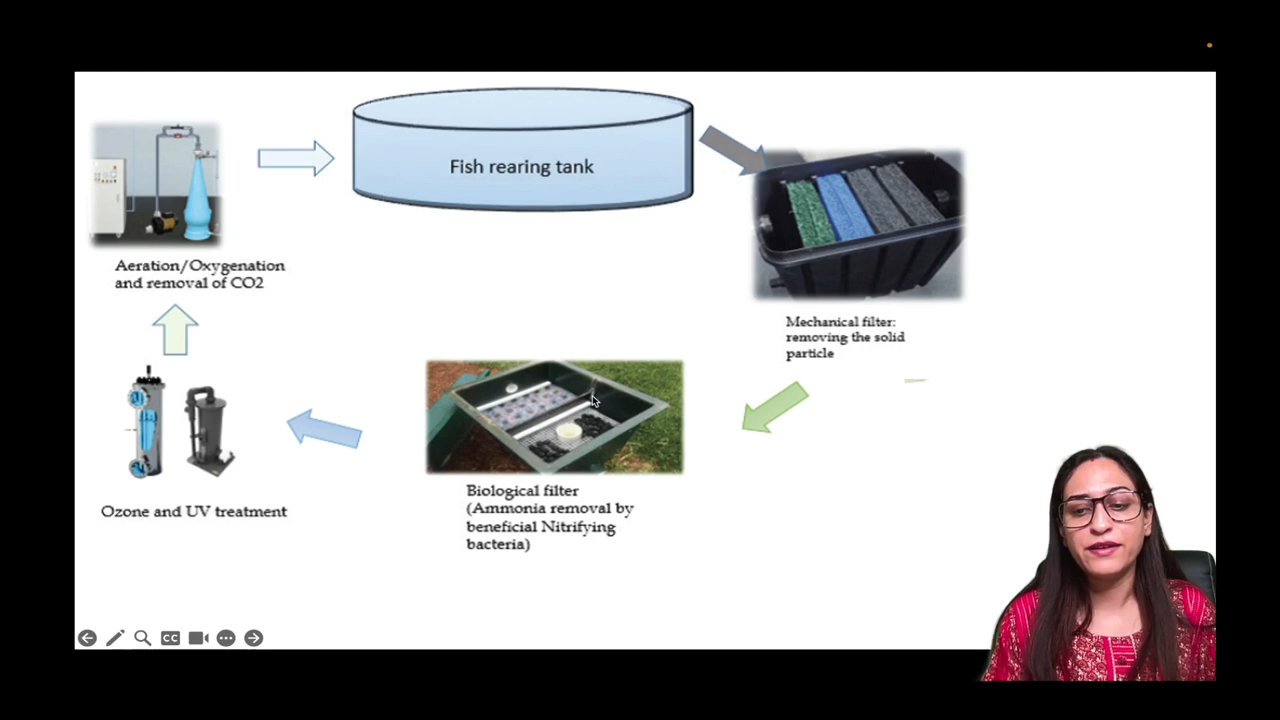 Fish rearing tank
Aeration/Oxygenation
and removal of CO2
Mechanical filter:
removing the solid
particle
Biological filter
(Ammonia removal by
beneficial Nitrifying
bacteria)
Ozone and UV treatment
CC